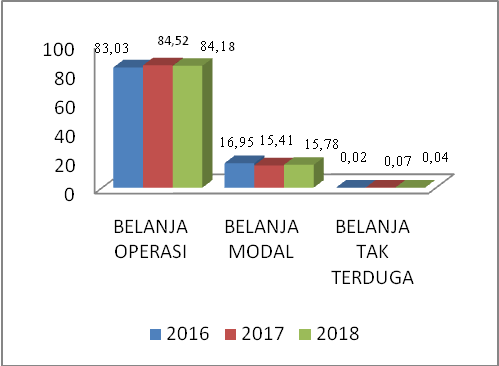 100
80
60
40
20
0
83,03
84,52
84,18
16,95
15,41
15,78
0,02
0,07
0,04
BELANJA
OPERASI
BELANJA
MODAL
BELANJA
TAK
TERDUGA
2016
2017
2018